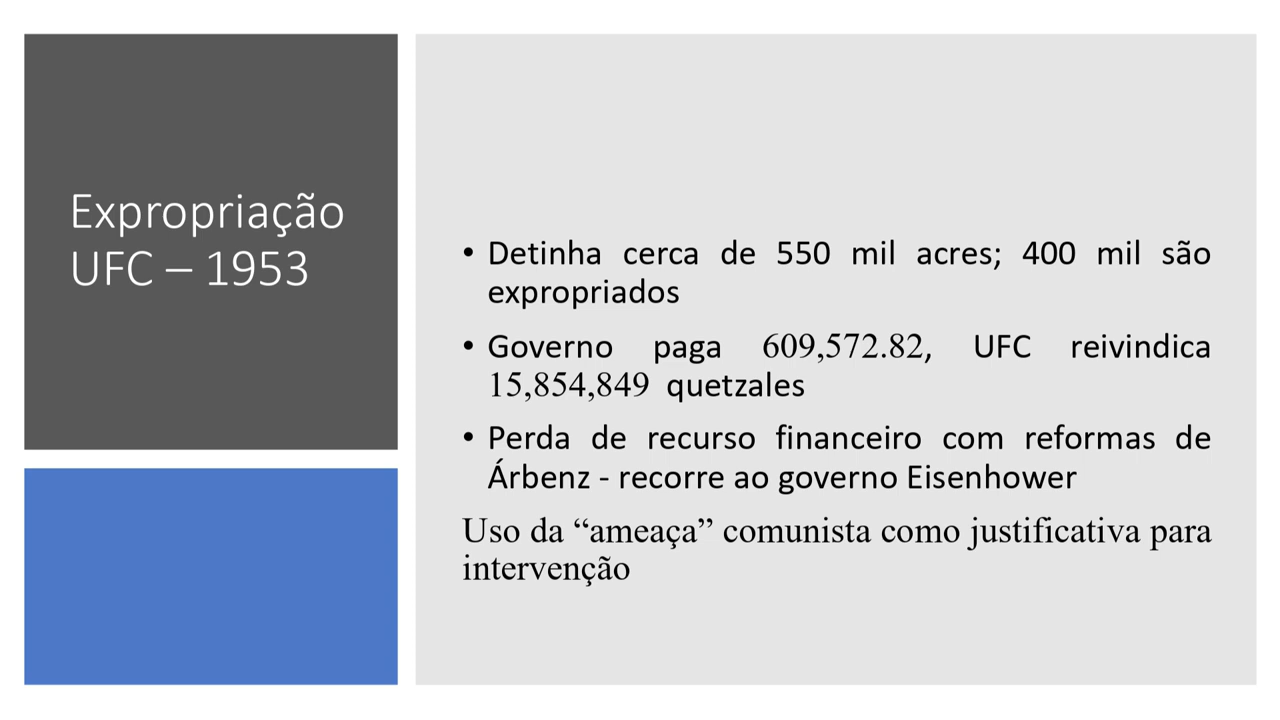 Expropriação
UFC – 1953
• Detinha cerca de 550 mil acres; 400 mil são
expropriados
• Governo paga 609,572.82, UFC reivindica
15,854,849 quetzales
• Perda de recurso financeiro com reformas de
Árbenz - recorre ao governo Eisenhower
Uso da “ameaça” comunista como justificativa para
intervenção